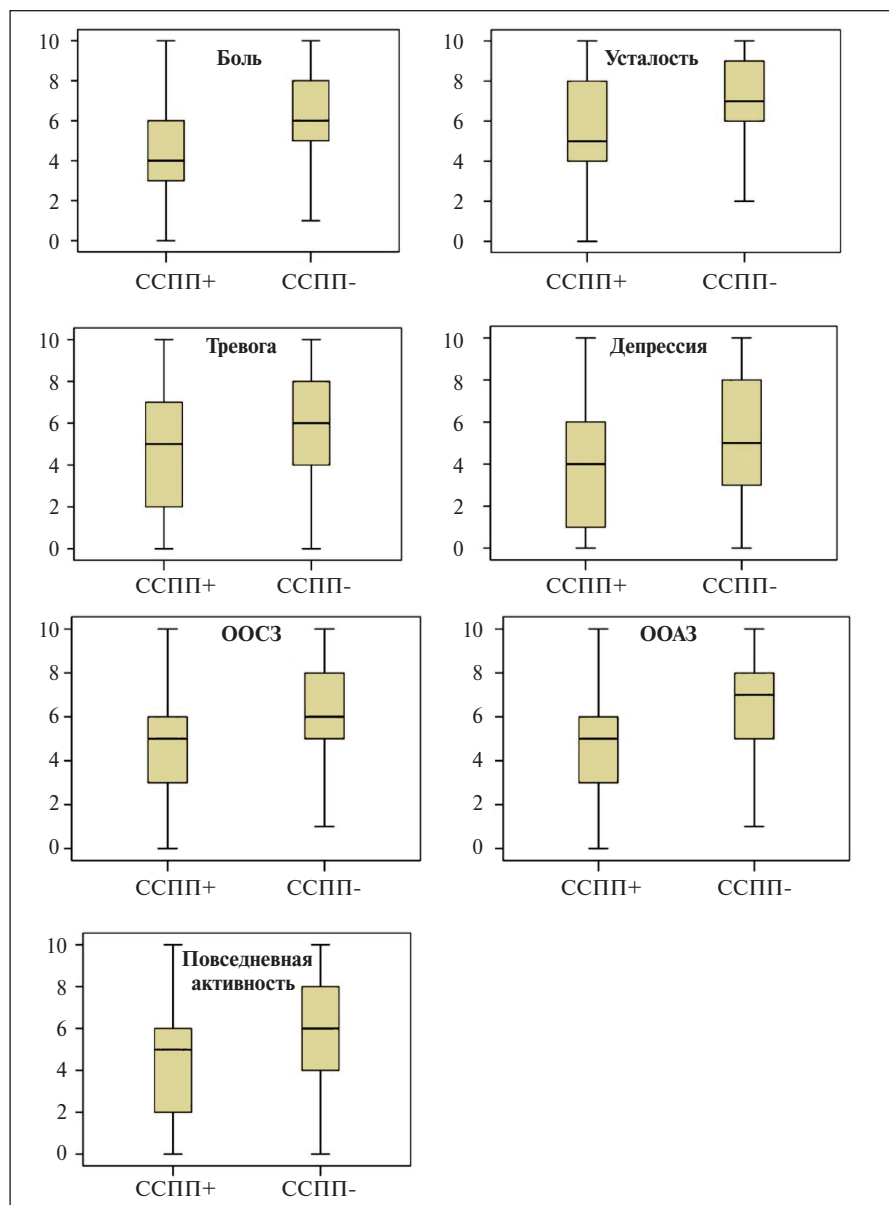 Боль
10
8
6
4
2
0
ССПП+ ССПП-
Усталость
10
8
6
4
2
0
ССПП+ ССПП-
Тревога
10
8
6
4
2
0
ССПП+ ССПП-
Депрессия
10
8
6
4
2
0
ССПП+ ССПП-
ООСЗ
10
8
6
4
2
0
ССПП+ ССПП-
ООАЗ
10
8
6
4
2
0
ССПП+ ССПП-
Повседневная
активность
10
8
6
4
2
0
ССПП+ ССПП-